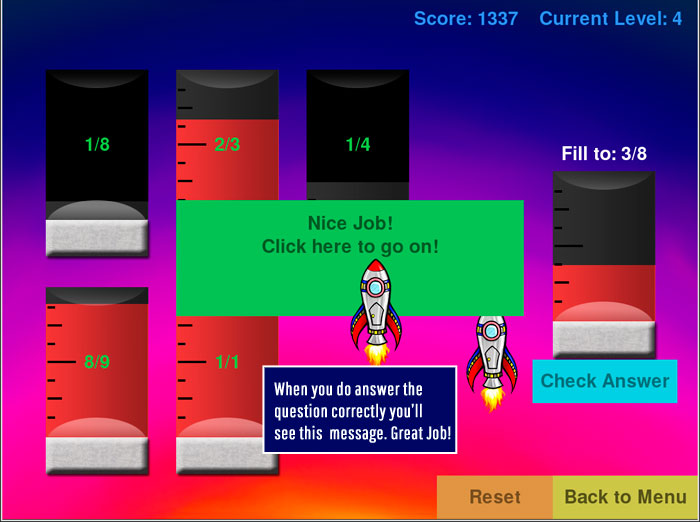 Score: 1337 Current Level: 4
1/8
2/3
1/4
Fill to: 3/8
Nice Job!
Click here to go on!
8/9
1/1
Check Answer
When you do answer the
question correctly you'll
see this message. Great Job!
Reset
Back to Menu